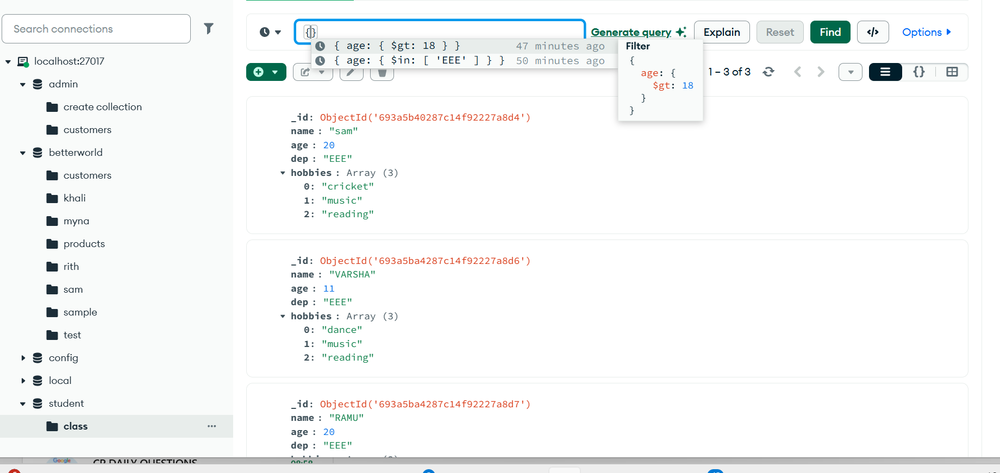 Search connections
localhost:27017
admin
create collection
customers
betterworld
customers
khali
myna
products
rith
sam
sample
test
config
local
student
class
{}
Generate query
Explain
Reset
Find
</>
Options
{ age: { $gt: 18 } } 47 minutes ago
{ age: { $in: [ 'EEE' ] } } 50 minutes ago
Filter
{
age: {
$gt: 18
}
}
1 – 3 of 3
{}
_id: ObjectId('693a5b40287c14f92227a8d4')
name : "sam"
age : 20
dep : "EEE"
hobbies : Array (3)
0: "cricket"
1: "music"
2: "reading"
_id: ObjectId('693a5ba4287c14f92227a8d6')
name : "VARSHA"
age : 11
dep : "EEE"
hobbies : Array (3)
0: "dance"
1: "music"
2: "reading"
_id: ObjectId('693a5ba4287c14f92227a8d7')
name : "RAMU"
age : 20
dep : "EEE"
Google
CP DAILY QUESTIONS